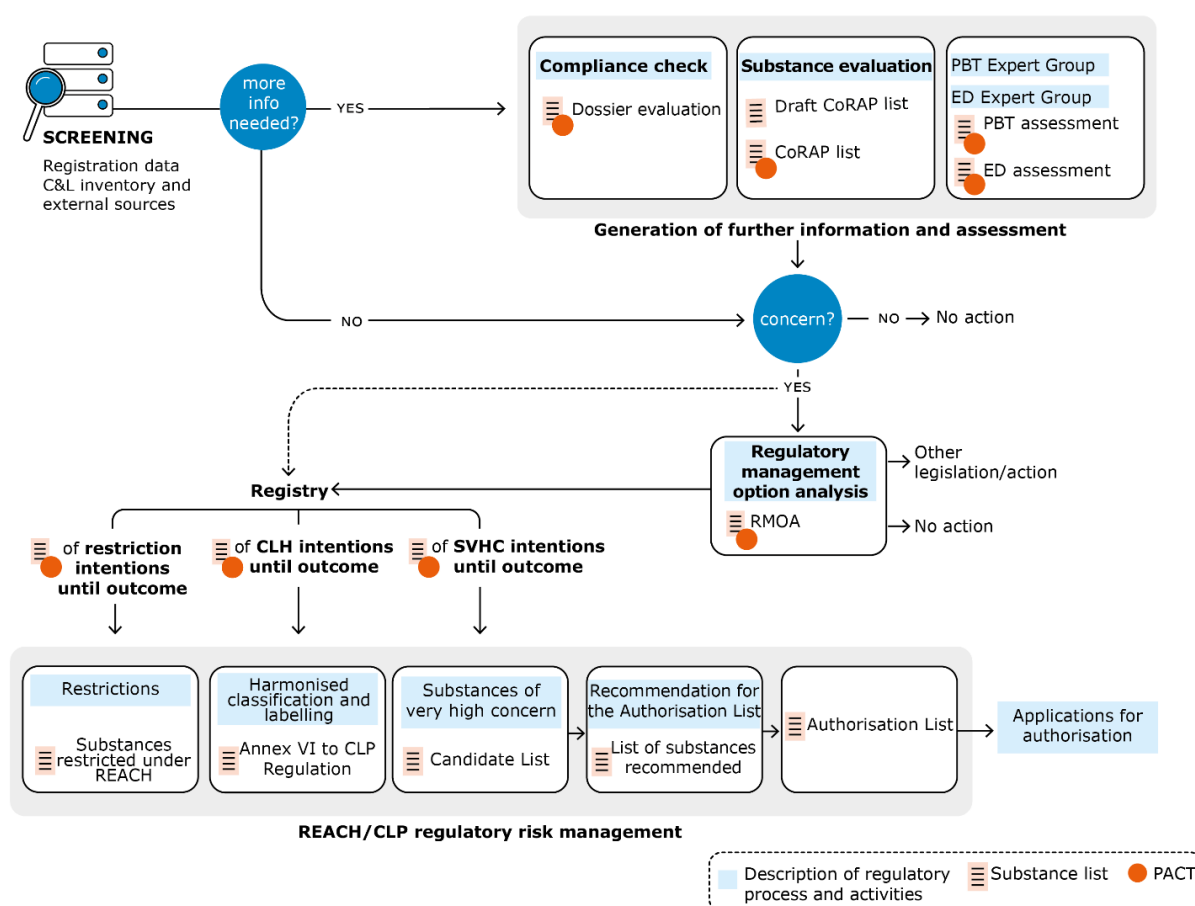 more
info
needed?
YES
SCREENING
Registration data
C&L inventory and
external sources
Compliance check
Dossier evaluation
Substance evaluation
Draft CoRAP list
CoRAP list
PBT Expert Group
ED Expert Group
PBT assessment
ED assessment
Generation of further information and assessment
NO
concern?
NO
No action
YES
Regulatory
management
option analysis
RMOA
Other
legislation/action
No action
Registry
of restriction
intentions
until outcome
of CLH intentions
until outcome
of SVHC intentions
until outcome
Restrictions
Substances
restricted under
REACH
Harmonised
classification and
labelling
Annex VI to CLP
Regulation
Substances of
very high concern
Candidate List
Recommendation for
the Authorisation List
List of substances
recommended
Authorisation List
Applications for
authorisation
REACH/CLP regulatory risk management
Description of regulatory
process and activities
Substance list
PACT